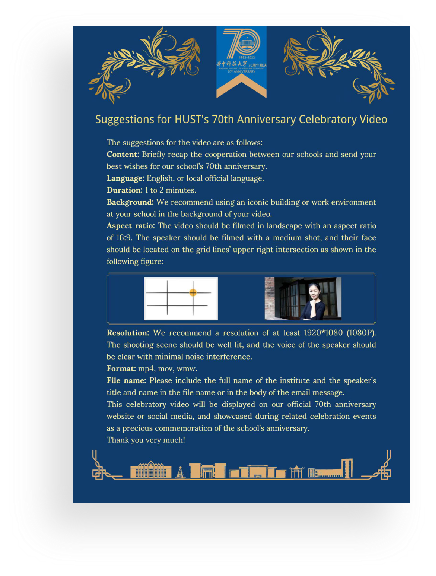 70
Suggestions for HUST's 70th Anniversary Celebratory Video
The suggestions for the video are as follows:
Content: Briefly recap the cooperation between our schools and send your
best wishes for our school's 70th anniversary.
Language: English, or local official language.
Duration: 1 to 2 minutes.
Background: We recommend using an iconic building or work environment
at your school in the background of your video
Aspect ratio: The video should be filmed in landscape with an aspect ratio
of 16:9. The speaker should be filmed with a medium shot, and their face
should be located on the grid lines' upper right intersection as shown in the
following figure:
Resolution: We recommend a resolution of at least 1920*1080 (1080P).
The shooting scene should be well lit, and the voice of the speaker should
be clear with minimal noise interference.
Format: mp4, mov, wmw.
File name: Please include the full name of the institute and the speaker's
title and name in the file name or in the body of the email message.
This celebratory video will be displayed on our official 70th anniversary
website or social media, and showcased during related celebration events
as a precious commemoration of the school's anniversary.
Thank you very much!